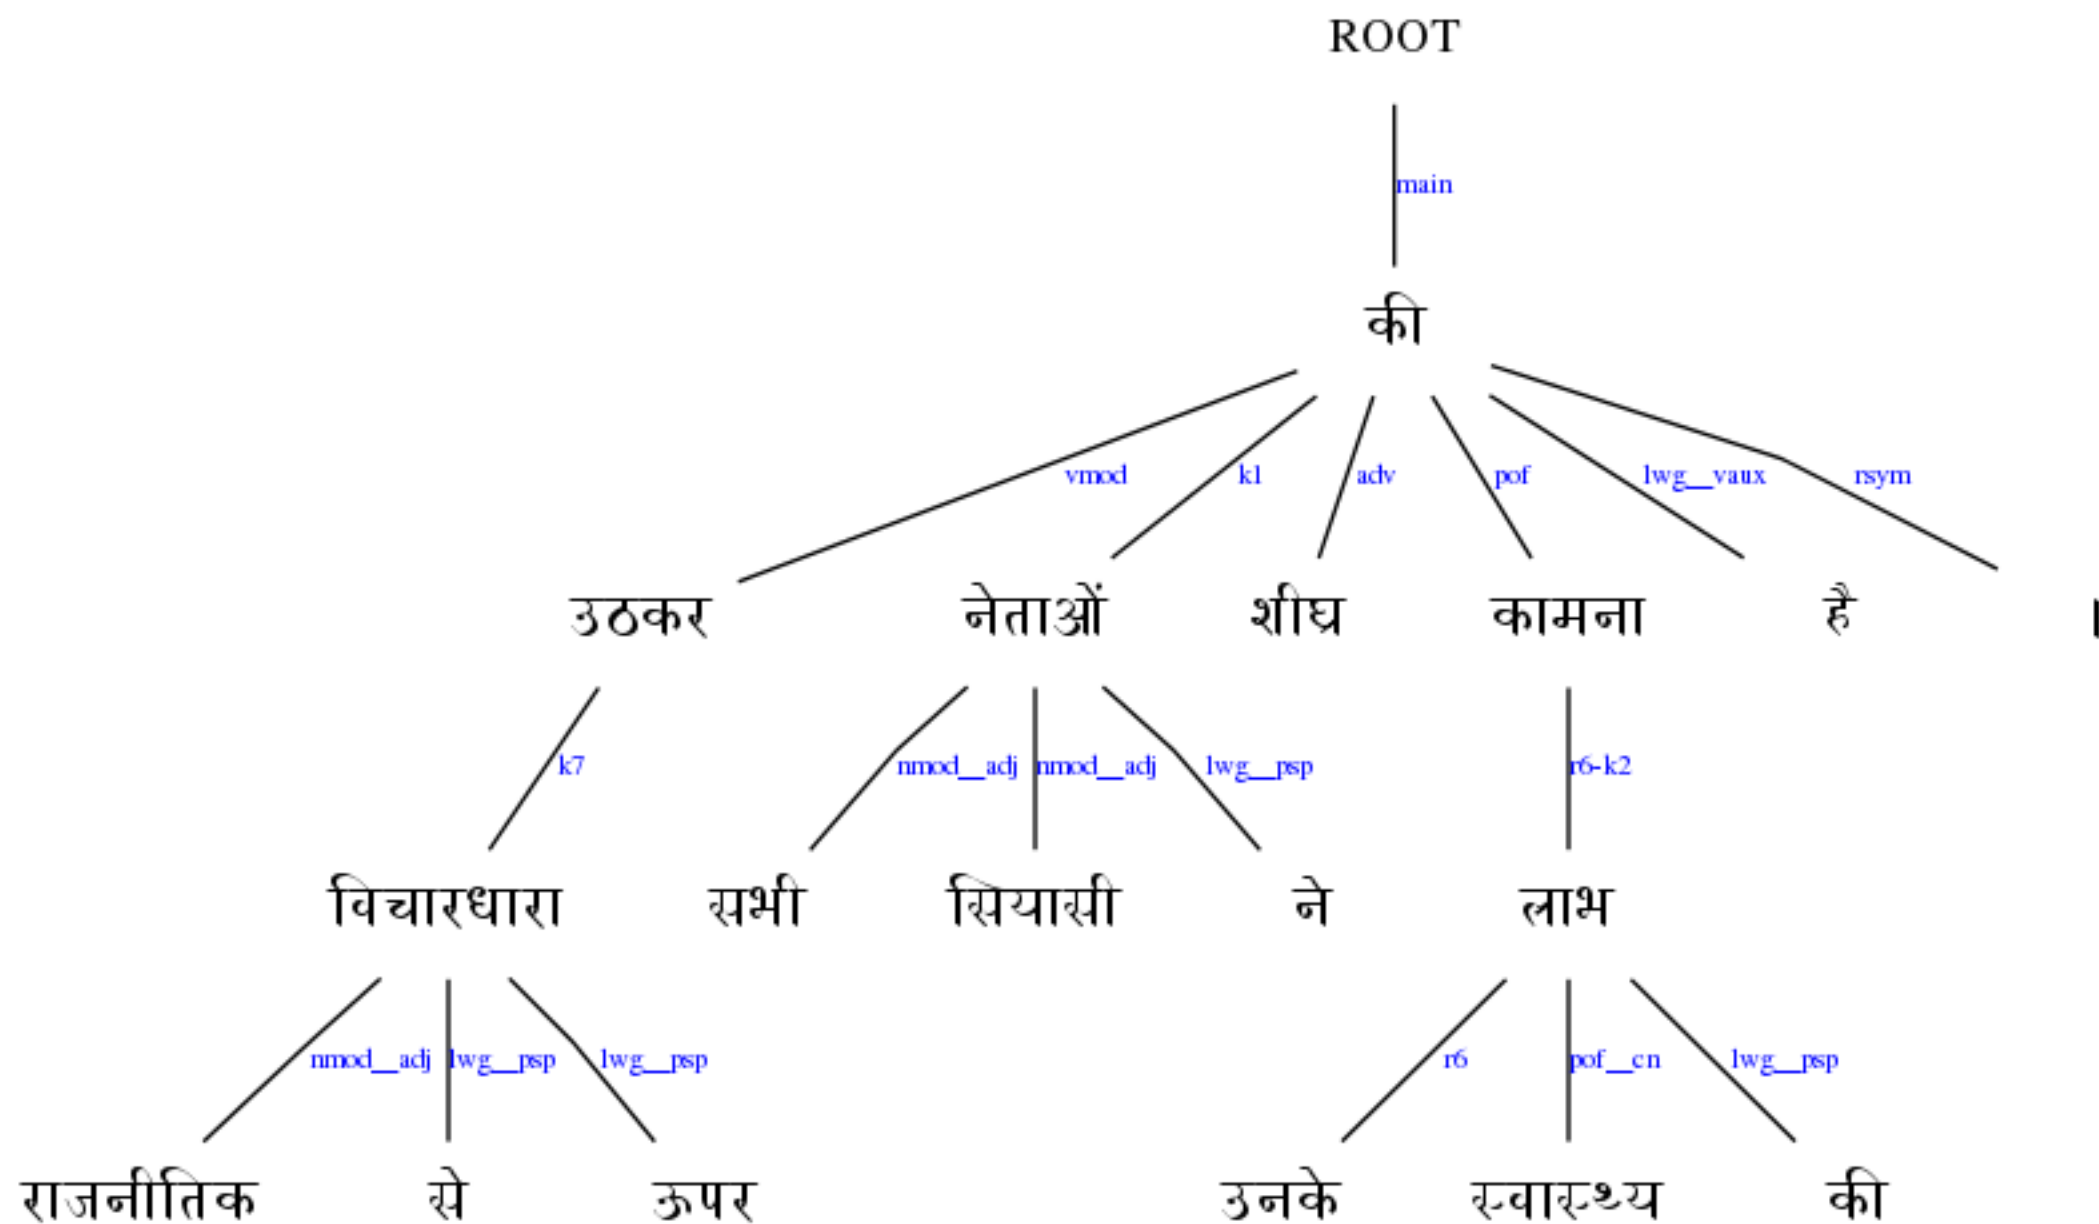 ROOT
main
की
vmod k1 adv pof lwg__vaux rsym
उठकर नेताओं शीघ्र कामना है ।
k7 nmod__adj nmod__adj lwg__psp r6-k2
विचारधारा सभी सियासी ने लाभ
nmod__adj lwg__psp lwg__psp r6 pof__cn lwg__psp
राजनीतिक से ऊपर उनके स्वास्थ्य की